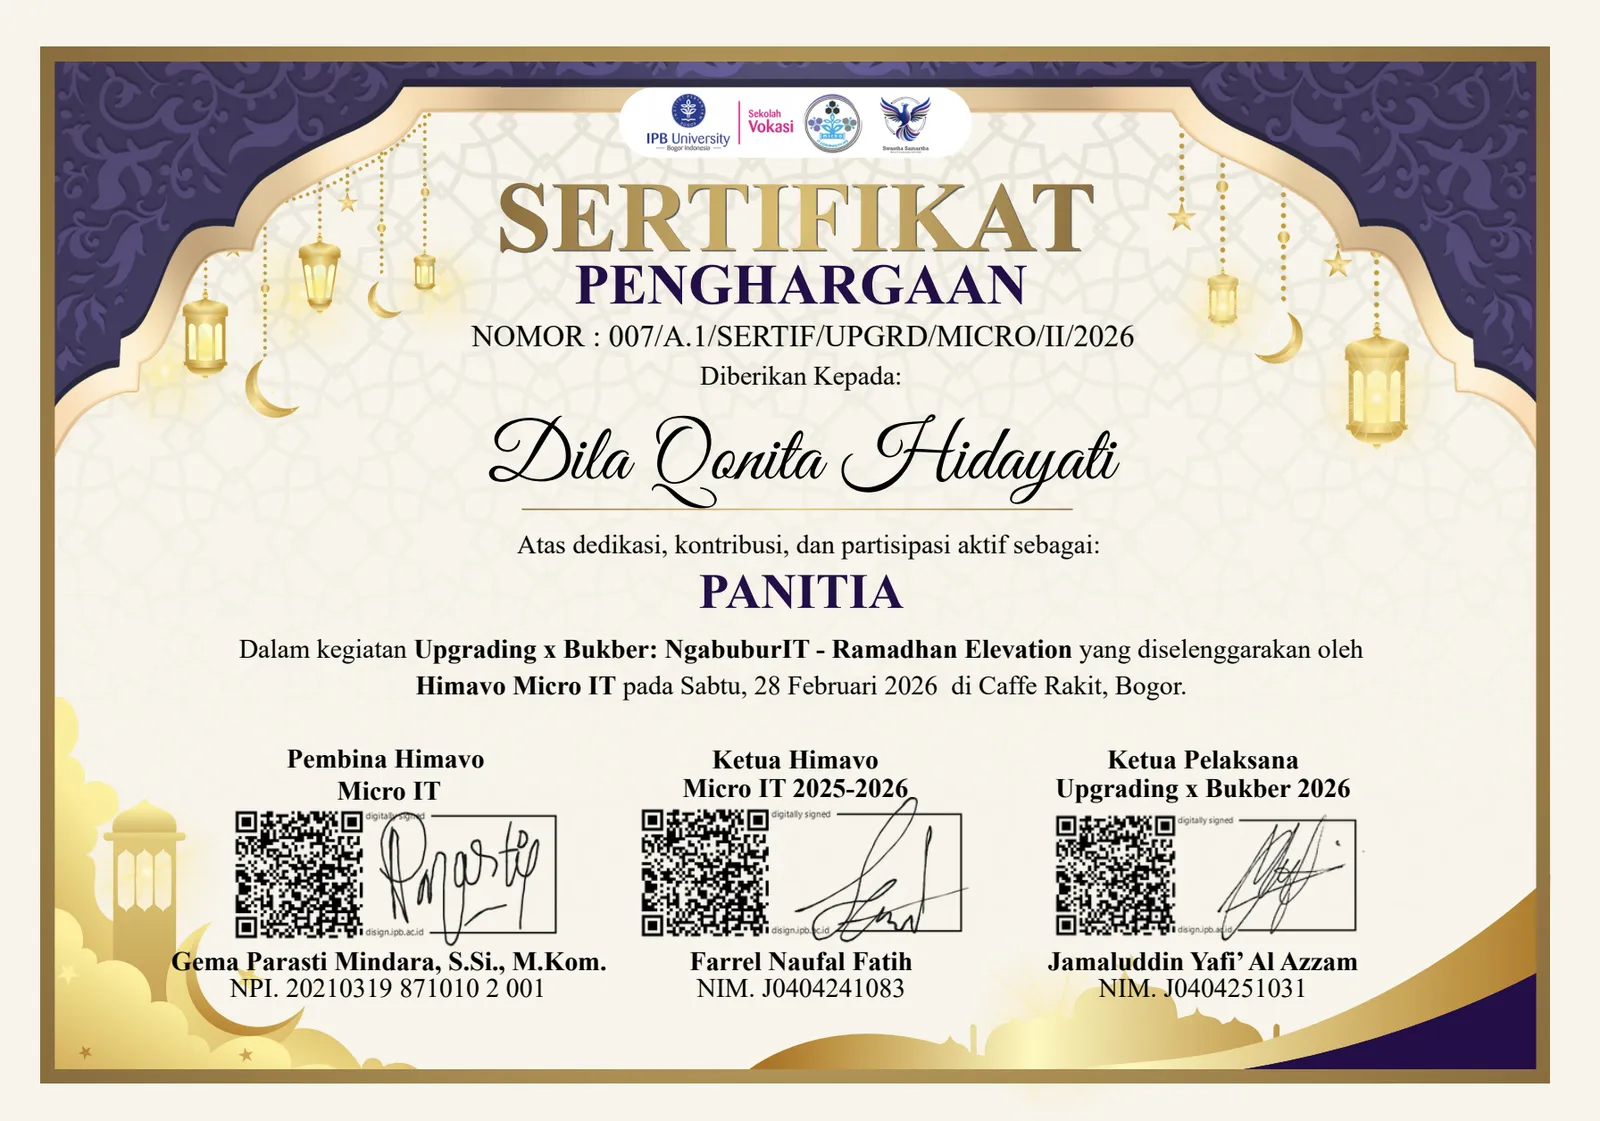 IPB University
Bogor Indonesia
Sekolah
Vokasi
Swastha Samartha
SERTIFIKAT
PENGHARGAAN
NOMOR : 007/A.1/SERTIF/UPGRD/MICRO/II/2026
Diberikan Kepada:
Dila Qonita Hidayati
Atas dedikasi, kontribusi, dan partisipasi aktif sebagai:
PANITIA
Dalam kegiatan Upgrading x Bukber: NgabuburIT - Ramadhan Elevation yang diselenggarakan oleh
Himavo Micro IT pada Sabtu, 28 Februari 2026 di Caffe Rakit, Bogor.
Pembina Himavo
Micro IT
digitally signed
disign.ipb.ac.id
Gema Parasti Mindara, S.Si., M.Kom.
NPI. 20210319 871010 2 001
Ketua Himavo
Micro IT 2025-2026
digitally signed
disign.ipb.ac.id
Farrel Naufal Fatih
NIM. J0404241083
Ketua Pelaksana
Upgrading x Bukber 2026
digitally signed
disign.ipb.ac.id
Jamaluddin Yafi’ Al Azzam
NIM. J0404251031